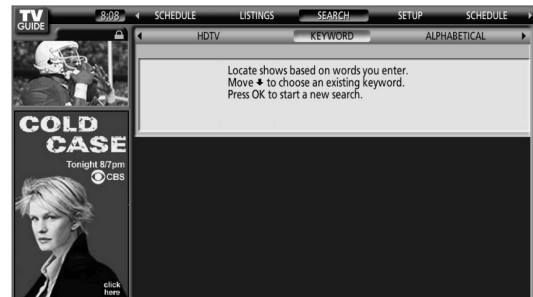 TV
GUIDE
8:08
SCHEDULE LISTINGS SEARCH SETUP SCHEDULE
HDTV KEYWORD ALPHABETICAL
Locate shows based on words you enter.
Move to choose an existing keyword.
Press OK to start a new search.
COLD
CASE
Tonight 8/7pm
CBS
click
here